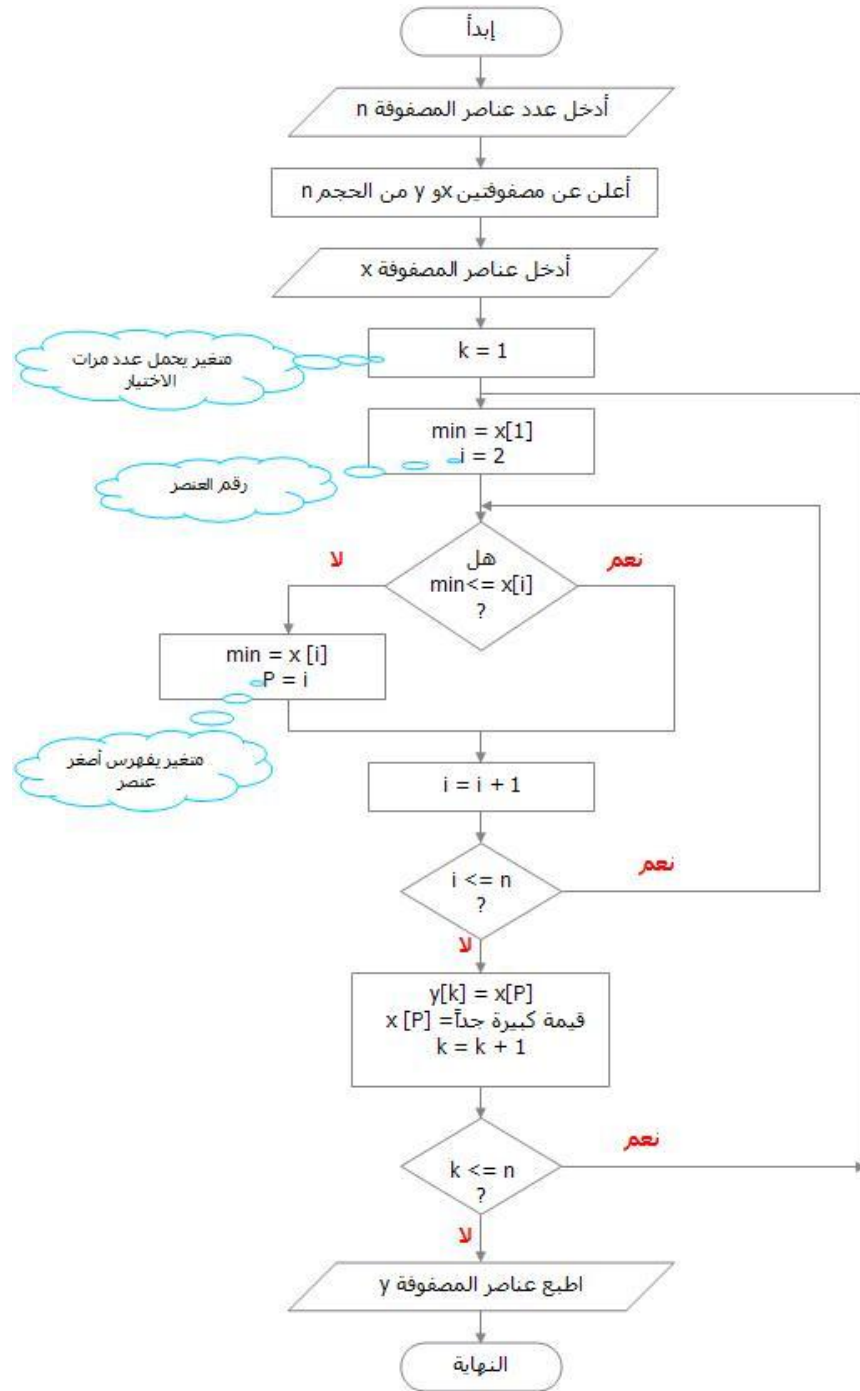 إبدأ
أدخل عدد عناصر المصفوفة n
أعلن عن مصفوفتين x و y من الحجم n
أدخل عناصر المصفوفة x
k = 1
متغير يحمل عدد مرات
الاختيار
min = x[1]
i = 2
رقم العنصر
هل
min<= x[i]
?
لا
نعم
min = x [i]
P = i
متغير يفهرس أصغر
عنصر
i = i + 1
i <= n
?
نعم
لا
y[k] = x[P]
x [P] =قيمة كبيرة جداً
k = k + 1
k <= n
?
نعم
لا
اطبع عناصر المصفوفة y
النهاية